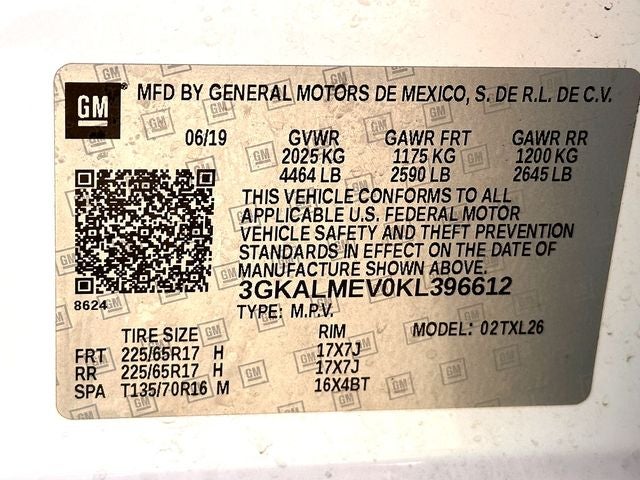 GM MFD BY GENERAL MOTORS DE MEXICO, S. DE R.L. DE C.V.
06/19 GVWR GAWR FRT GAWR RR
2025 KG 1175 KG 1200 KG
4464 LB 2590 LB 2645 LB
THIS VEHICLE CONFORMS TO ALL
APPLICABLE U.S. FEDERAL MOTOR
VEHICLE SAFETY AND THEFT PREVENTION
STANDARDS IN EFFECT ON THE DATE OF
MANUFACTURE SHOWN ABOVE.
3GKALMEV0KL396612
8624
TYPE: M.P.V.
TIRE SIZE RIM MODEL: 02TXL26
FRT 225/65R17 H 17X7J
RR 225/65R17 H 17X7J
SPA T135/70R16 M 16X4BT